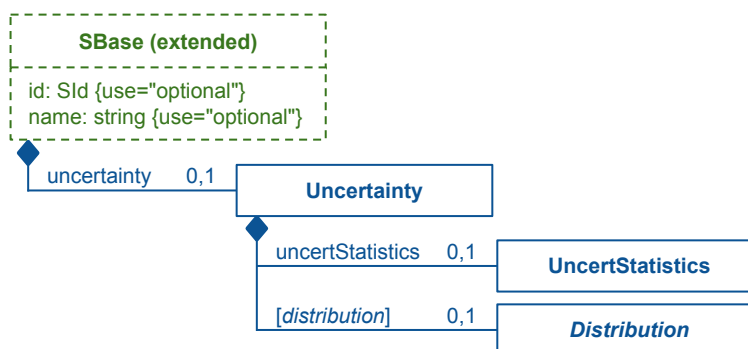 SBase (extended)
id: SId {use="optional"}
name: string {use="optional"}
uncertainty 0,1
Uncertainty
uncertStatistics 0,1
UncertStatistics
[distribution] 0,1
Distribution